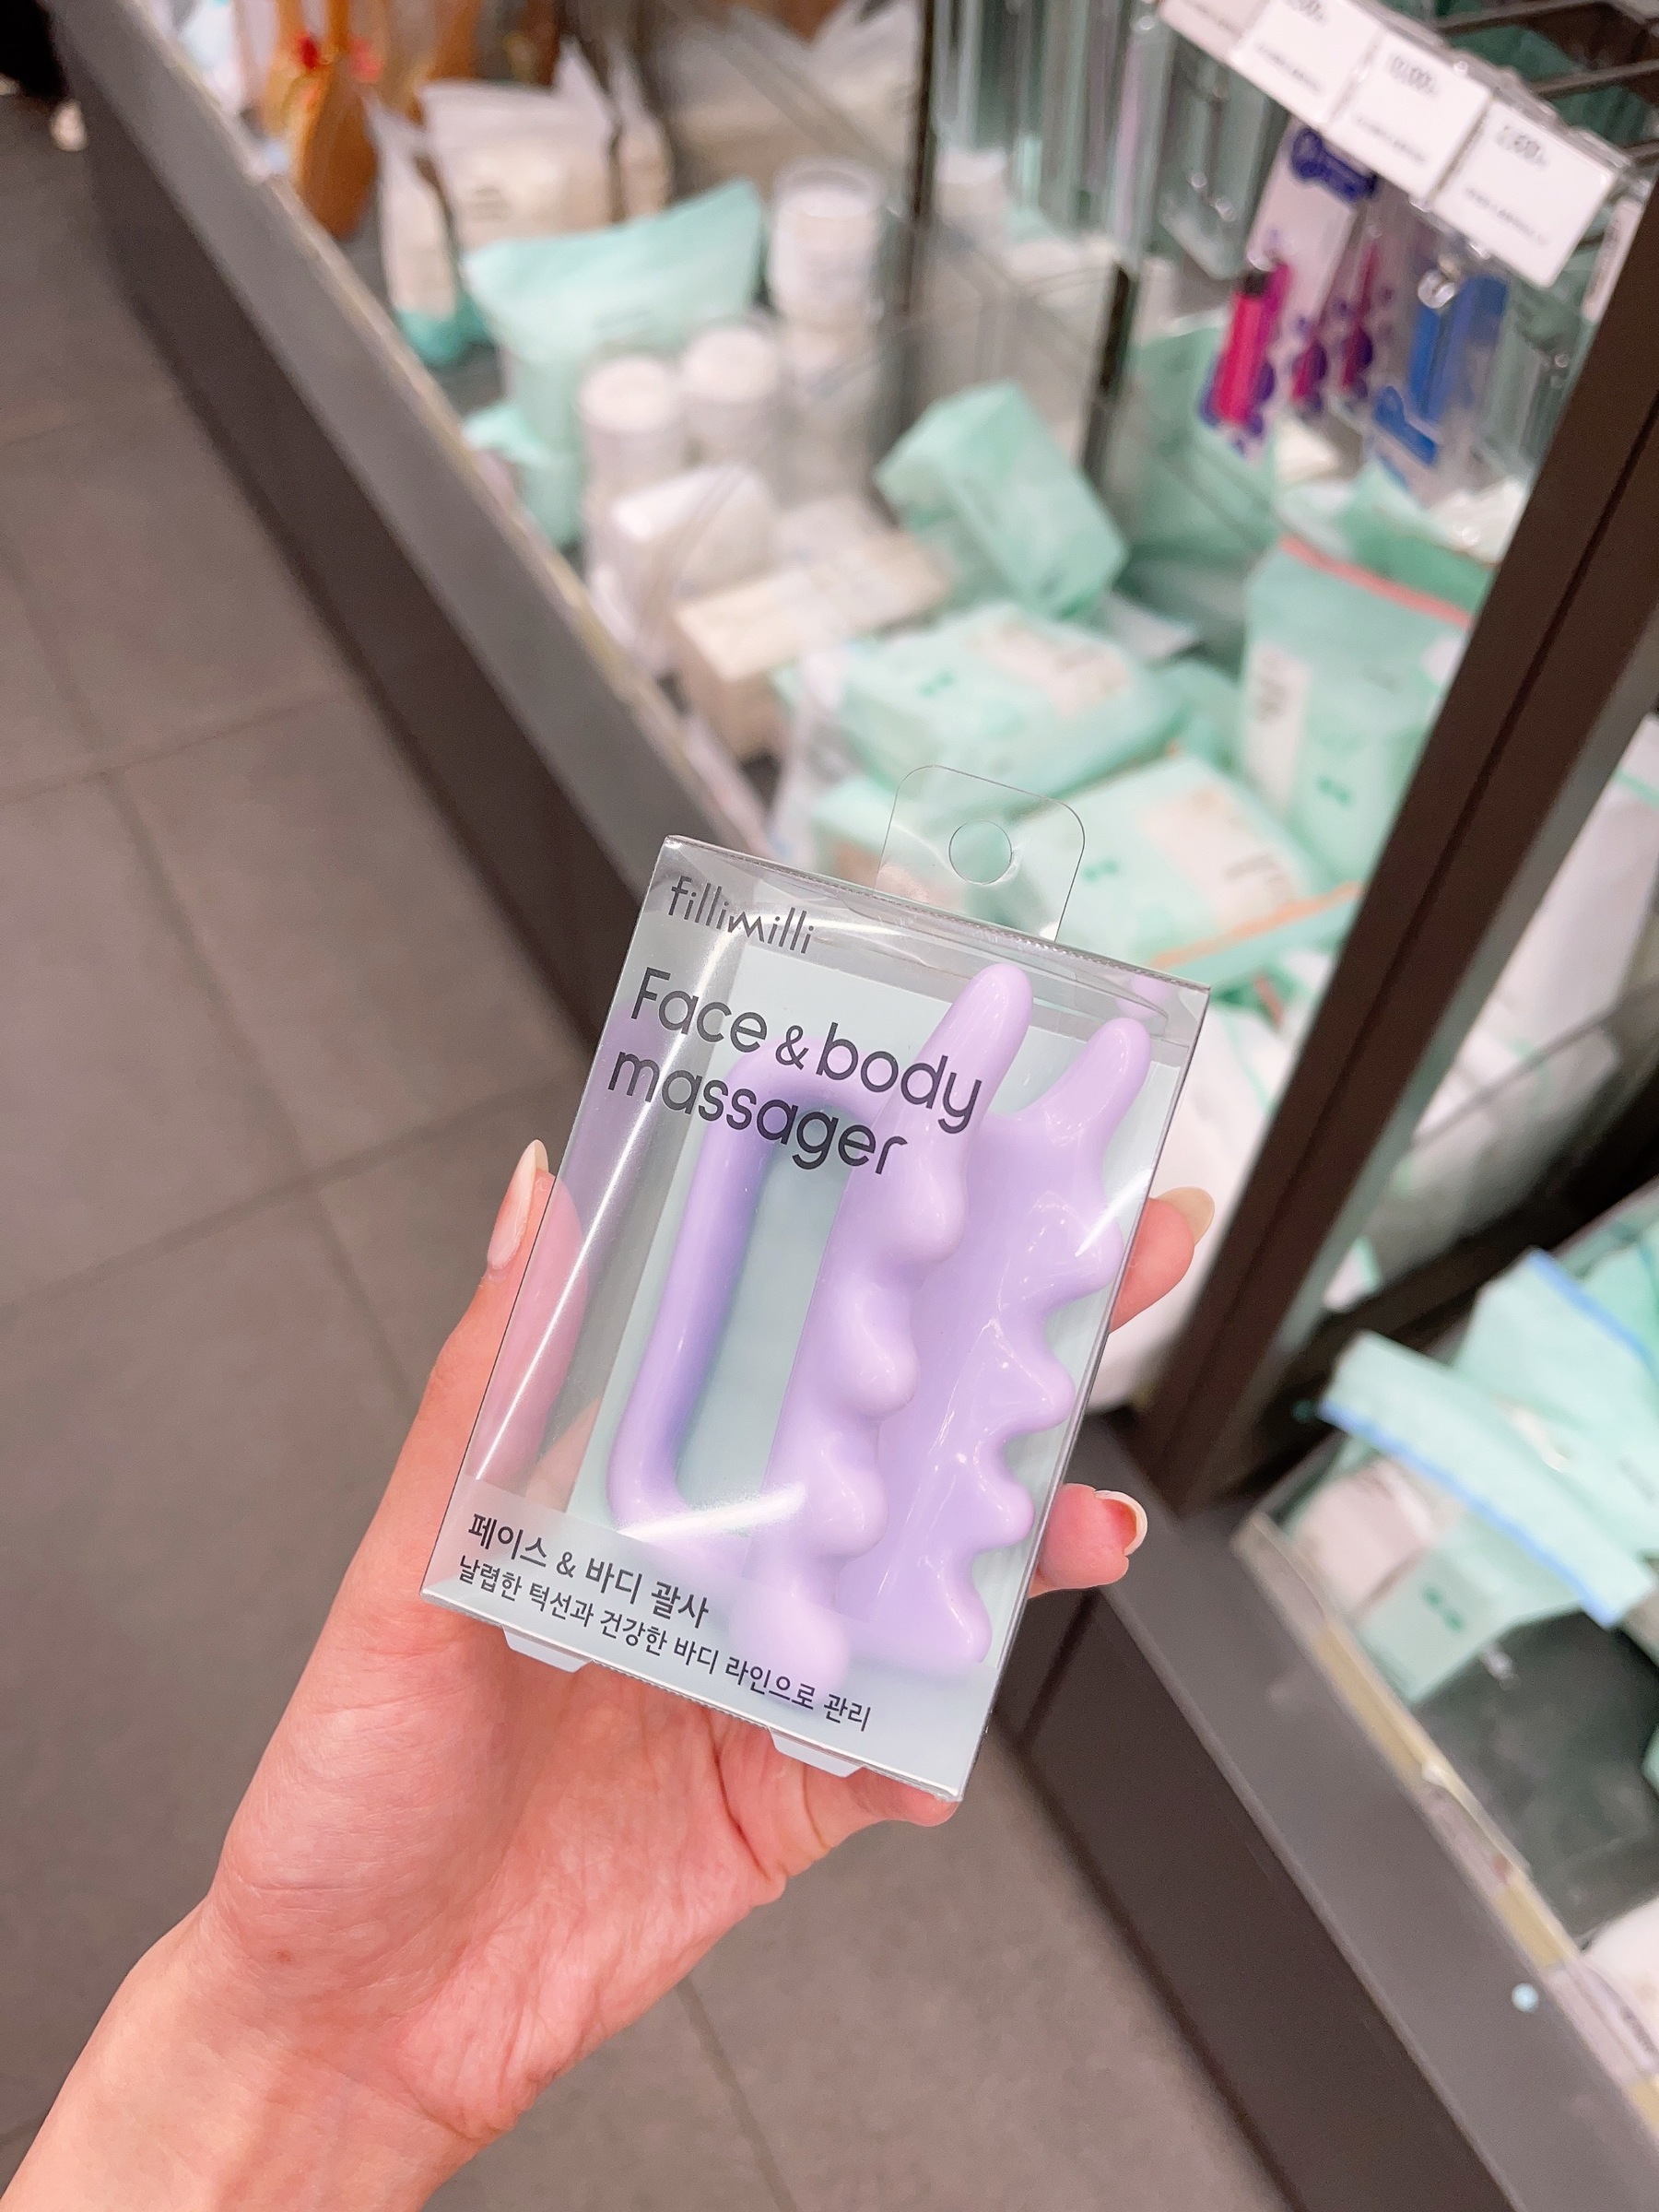 fillimilli
Face & body
massager
페이스 & 바디 괄사
날렵한 턱선과 건강한 바디 라인으로 관리